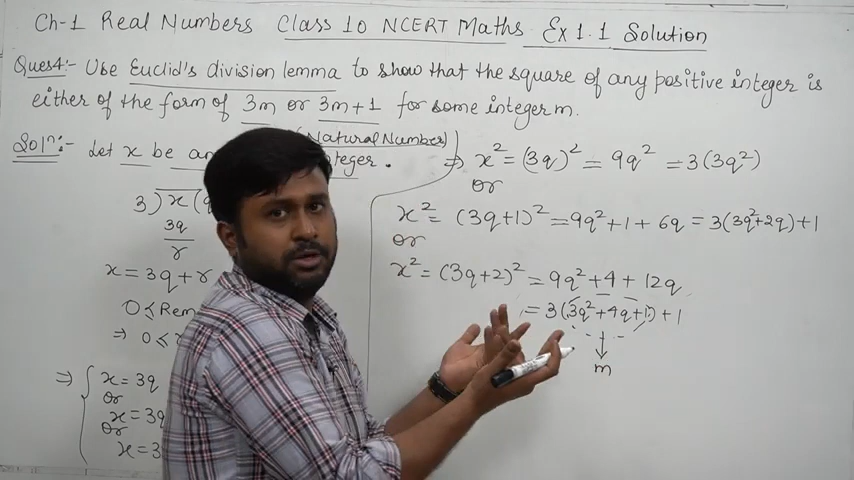 Ch-1 Real Numbers Class 10 NCERT Maths Ex 1.1 Solution
Ques4:- Use Euclid's division lemma to show that the square of any positive integer is
either of the form of 3m or 3m+1 for some integer m.
(Natural Number)
Soln:- Let x be an teger.
3)x(q
3q
r
x = 3q+r
0 ≤ Rem
⇒ 0 ≤
⇒ { x = 3q
or
x = 3q
or
x = 3
⇒ x² = (3q)² = 9q² = 3(3q²)
or
x² = (3q+1)² = 9q²+1+6q = 3(3q²+2q)+1
or
x² = (3q+2)² = 9q²+4+12q
= 3(3q²+4q+1)+1
↓
m